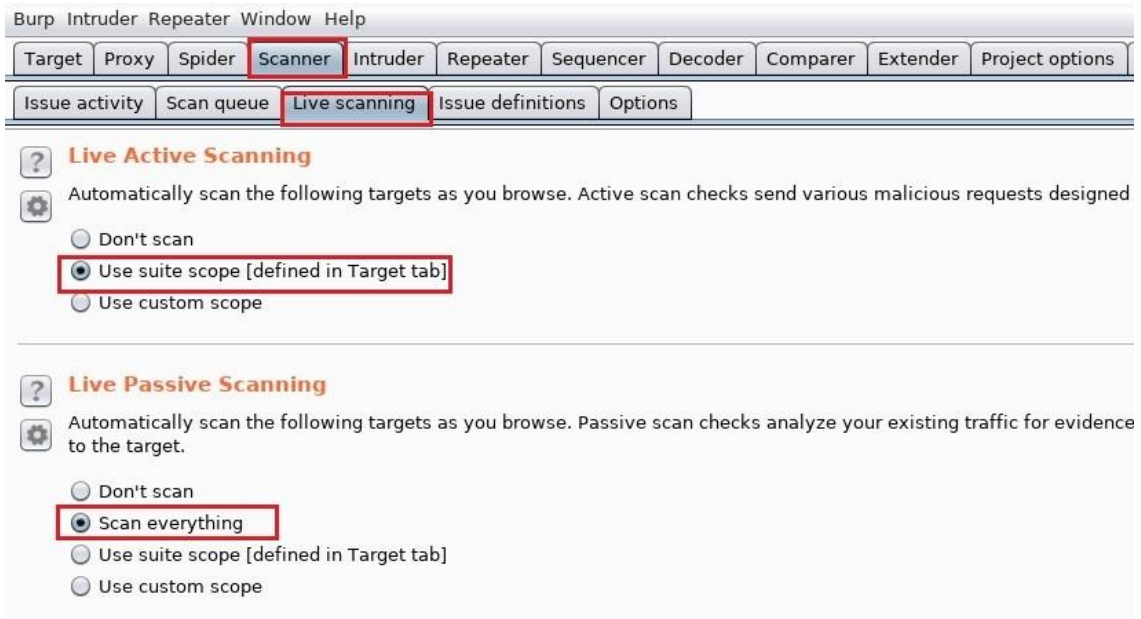 Burp Intruder Repeater Window Help
Target Proxy Spider Scanner Intruder Repeater Sequencer Decoder Comparer Extender Project options
Issue activity Scan queue Live scanning Issue definitions Options
? Live Active Scanning
Automatically scan the following targets as you browse. Active scan checks send various malicious requests designed
Don't scan
Use suite scope [defined in Target tab]
Use custom scope
? Live Passive Scanning
Automatically scan the following targets as you browse. Passive scan checks analyze your existing traffic for evidence
to the target.
Don't scan
Scan everything
Use suite scope [defined in Target tab]
Use custom scope